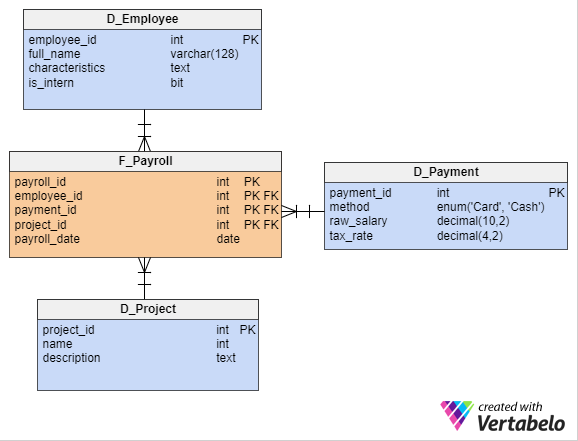 D_Employee
employee_id int PK
full_name varchar(128)
characteristics text
is_intern bit
F_Payroll
payroll_id int PK
employee_id int PK FK
payment_id int PK FK
project_id int PK FK
payroll_date date
D_Payment
payment_id int PK
method enum('Card', 'Cash')
raw_salary decimal(10,2)
tax_rate decimal(4,2)
D_Project
project_id int PK
name int
description text
created with
Vertabelo